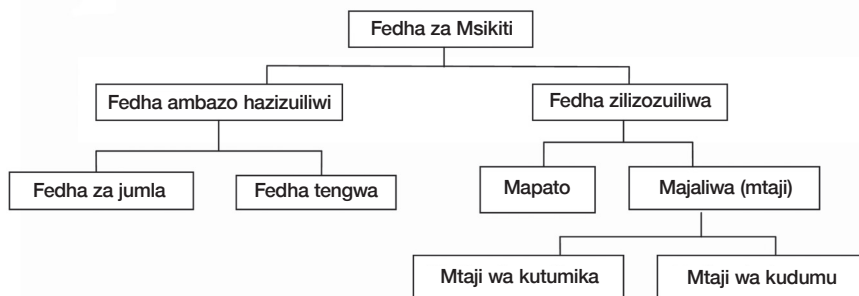 Fedha za Msikiti
Fedha ambazo hazizuiliwi
Fedha zilizozuiliwa
Fedha za jumla
Fedha tengwa
Mapato
Majaliwa (mtaji)
Mtaji wa kutumika
Mtaji wa kudumu